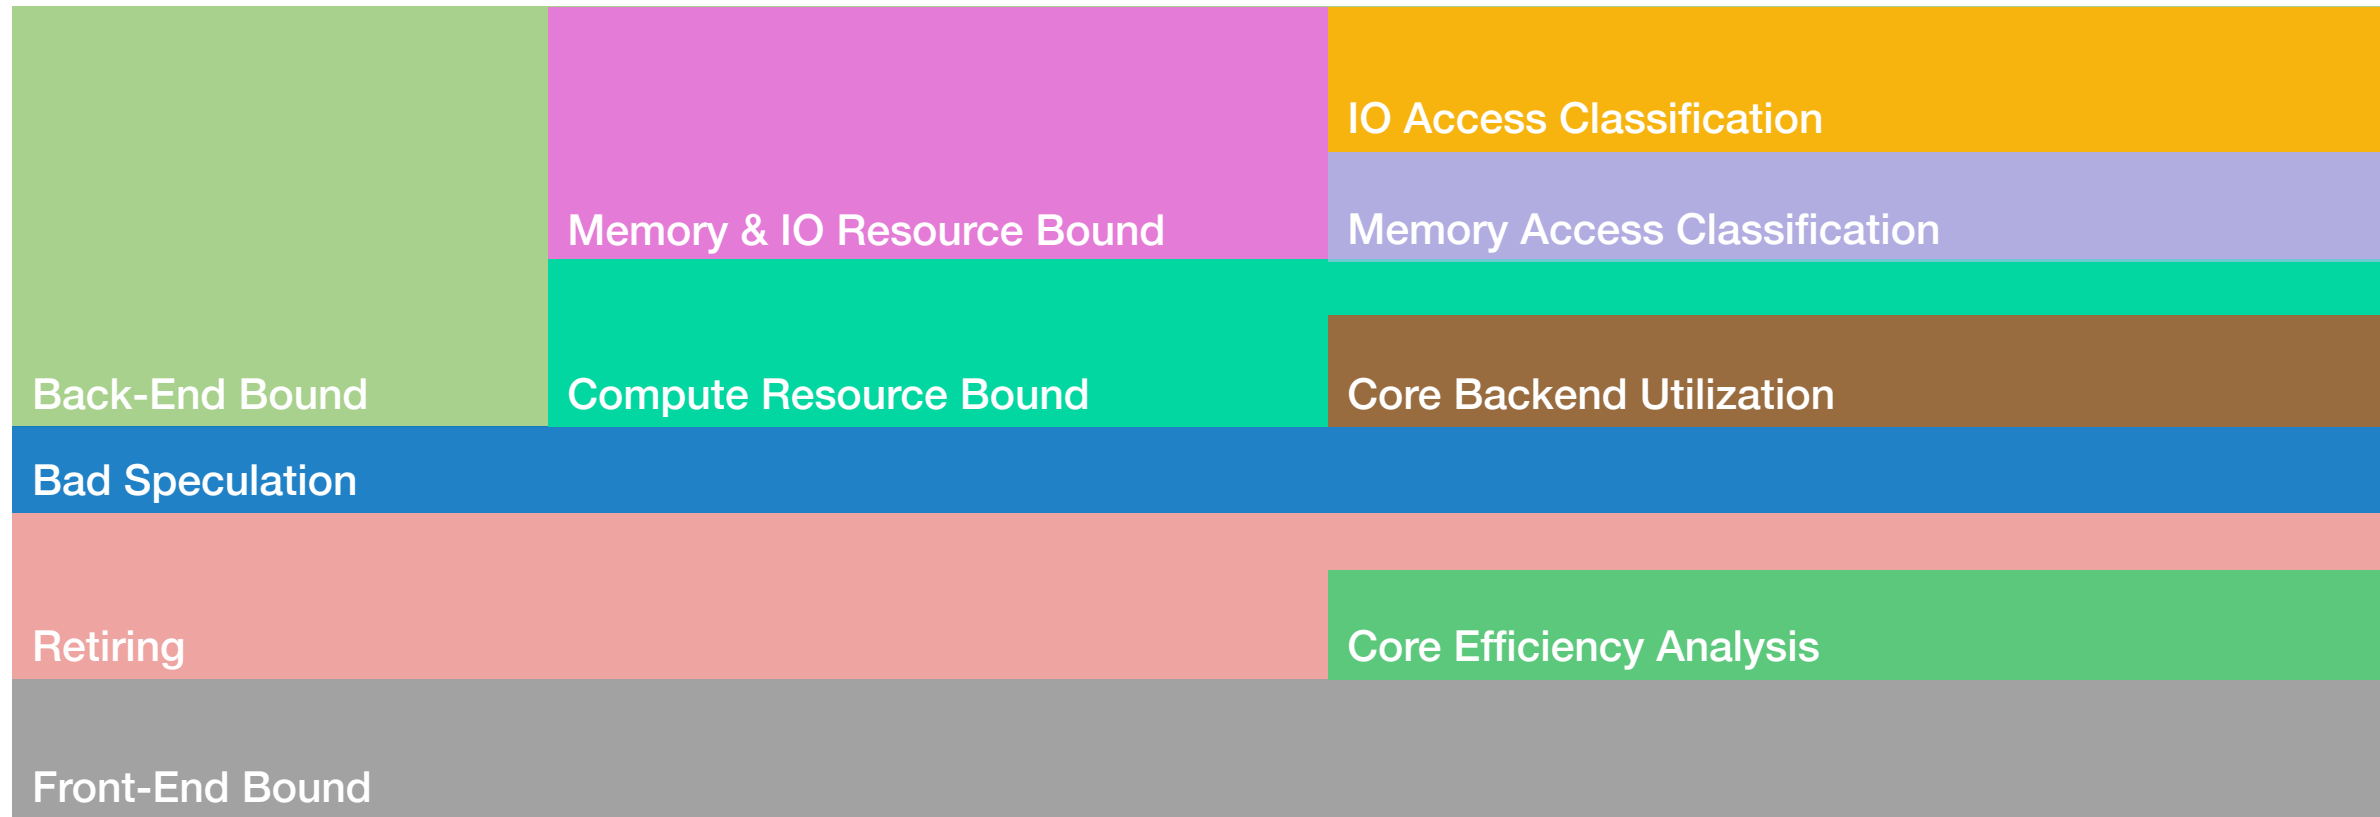 IO Access Classification
Memory & IO Resource Bound
Memory Access Classification
Back-End Bound
Compute Resource Bound
Core Backend Utilization
Bad Speculation
Retiring
Core Efficiency Analysis
Front-End Bound